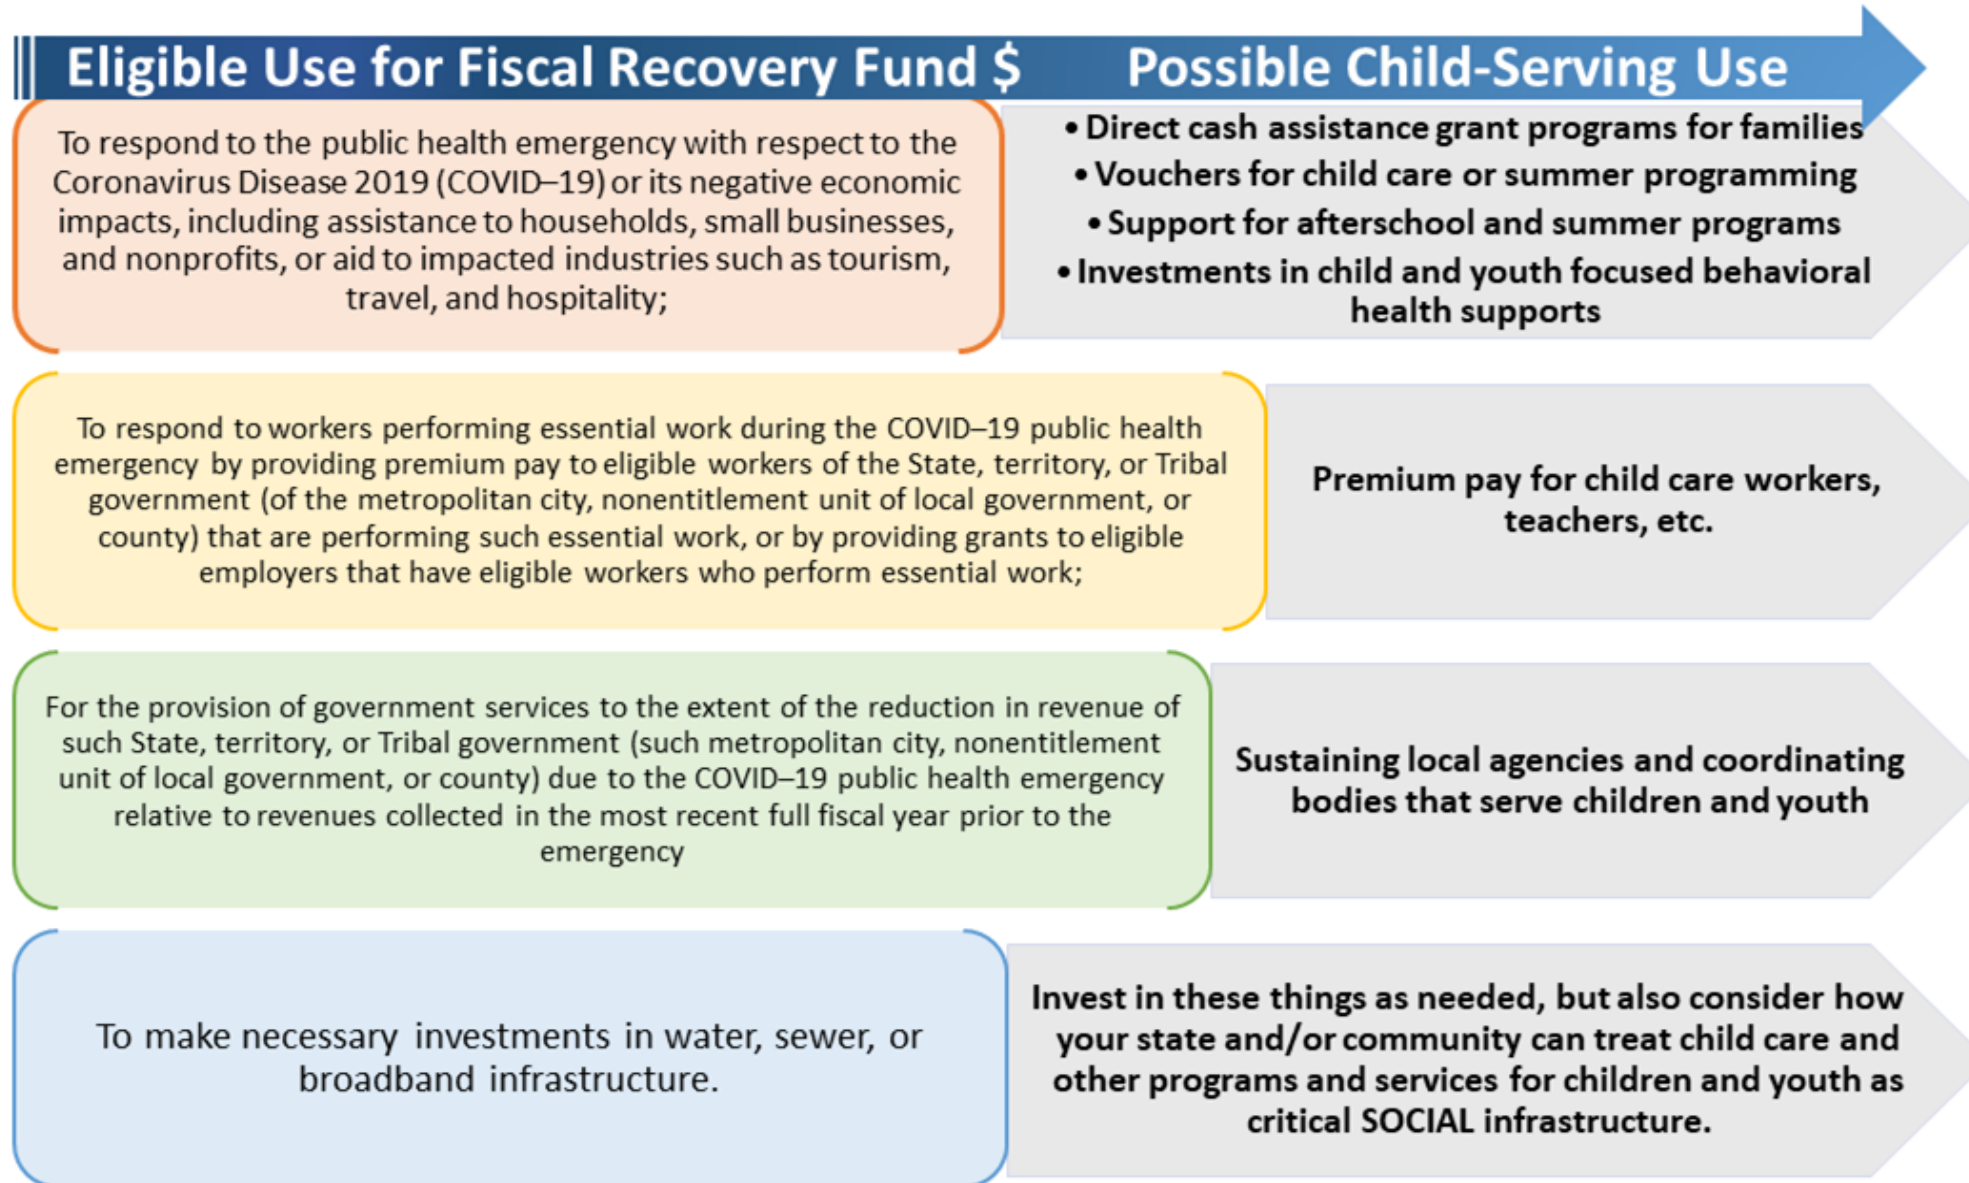 Eligible Use for Fiscal Recovery Fund $
Possible Child-Serving Use
To respond to the public health emergency with respect to the
Coronavirus Disease 2019 (COVID–19) or its negative economic
impacts, including assistance to households, small businesses,
and nonprofits, or aid to impacted industries such as tourism,
travel, and hospitality;
• Direct cash assistance grant programs for families
• Vouchers for child care or summer programming
• Support for afterschool and summer programs
• Investments in child and youth focused behavioral
health supports
To respond to workers performing essential work during the COVID–19 public health
emergency by providing premium pay to eligible workers of the State, territory, or Tribal
government (of the metropolitan city, nonentitlement unit of local government, or
county) that are performing such essential work, or by providing grants to eligible
employers that have eligible workers who perform essential work;
Premium pay for child care workers,
teachers, etc.
For the provision of government services to the extent of the reduction in revenue of
such State, territory, or Tribal government (such metropolitan city, nonentitlement
unit of local government, or county) due to the COVID–19 public health emergency
relative to revenues collected in the most recent full fiscal year prior to the
emergency
Sustaining local agencies and coordinating
bodies that serve children and youth
To make necessary investments in water, sewer, or
broadband infrastructure.
Invest in these things as needed, but also consider how
your state and/or community can treat child care and
other programs and services for children and youth as
critical SOCIAL infrastructure.